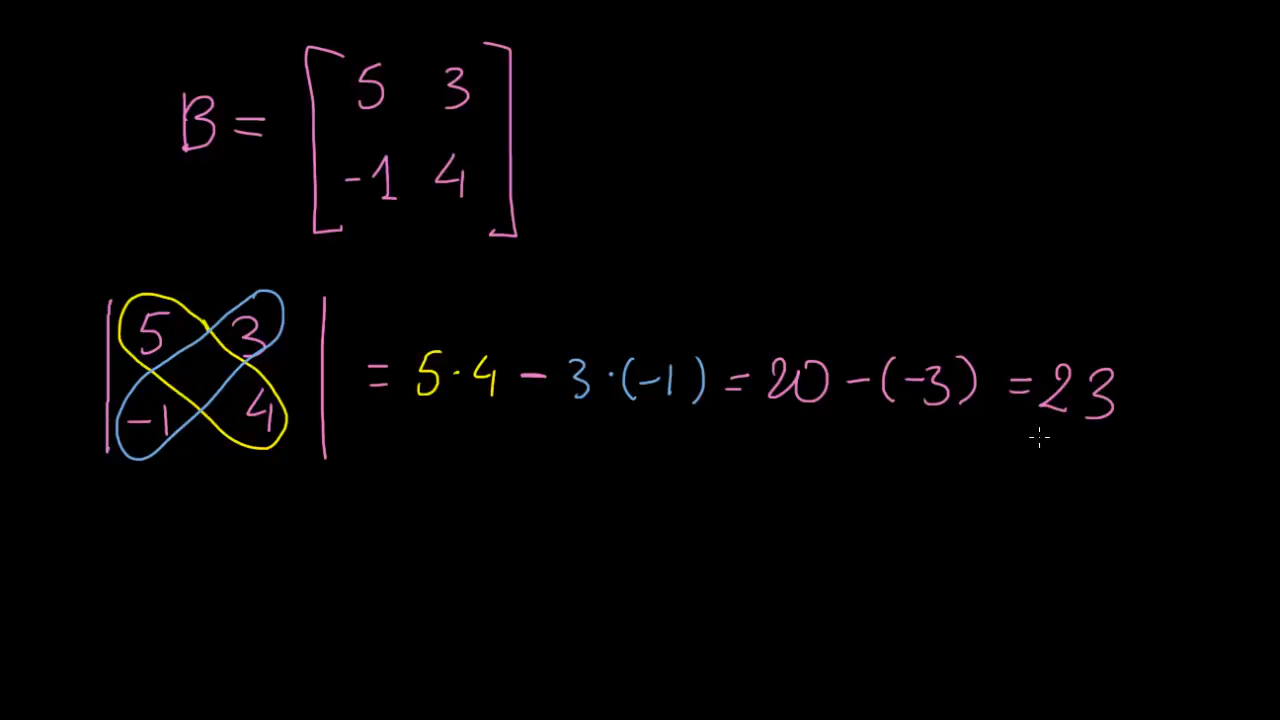 B = [ 5 3
-1 4 ]
| 5 3 |
| -1 4 | = 5·4 - 3·(-1) = 20 - (-3) = 23